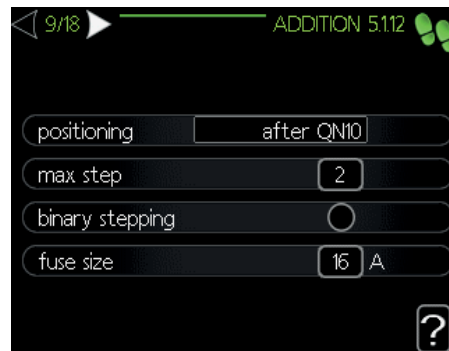 9/18 ADDITION 5.1.12
positioning after QN10
max step 2
binary stepping
fuse size 16 A
?